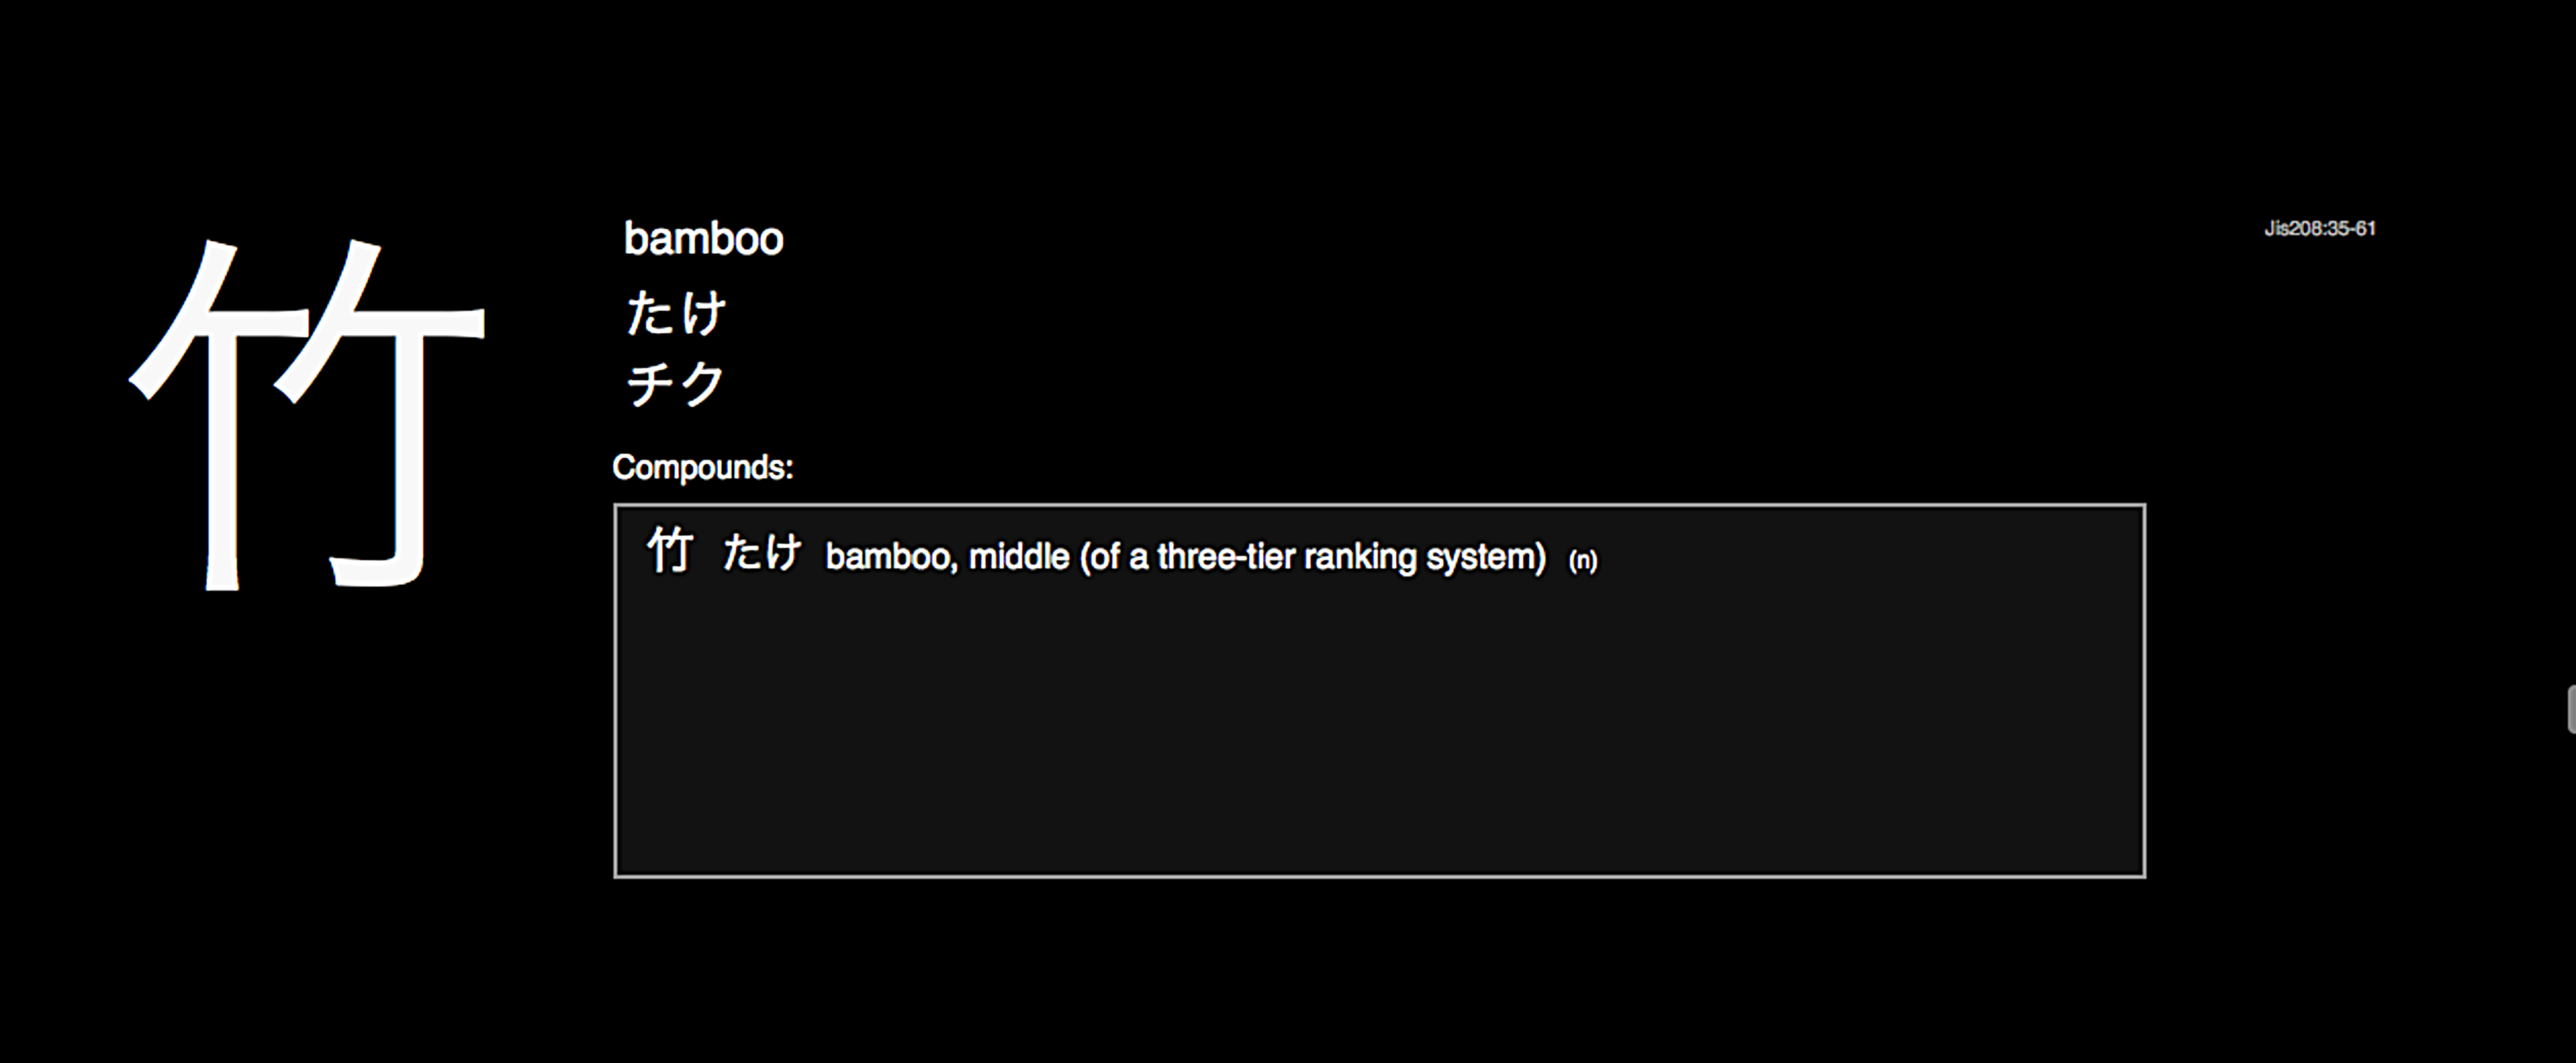 竹
bamboo
たけ
チク
Jis208:35-61
Compounds:
竹 たけ bamboo, middle (of a three-tier ranking system) (n)